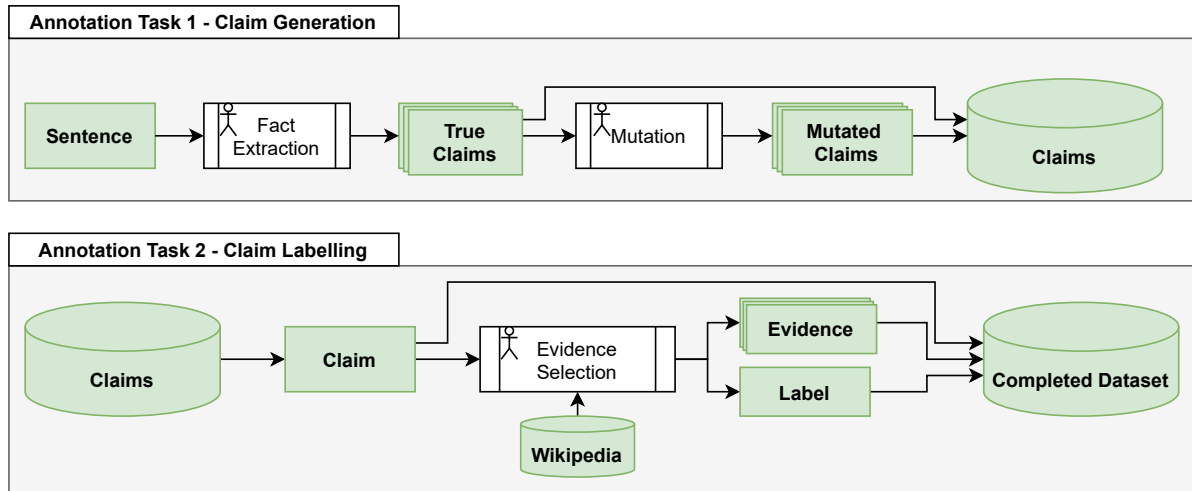 Annotation Task 1 - Claim Generation
Sentence
Fact
Extraction
True
Claims
Mutation
Mutated
Claims
Claims
Annotation Task 2 - Claim Labelling
Claims
Claim
Evidence
Selection
Wikipedia
Evidence
Label
Completed Dataset